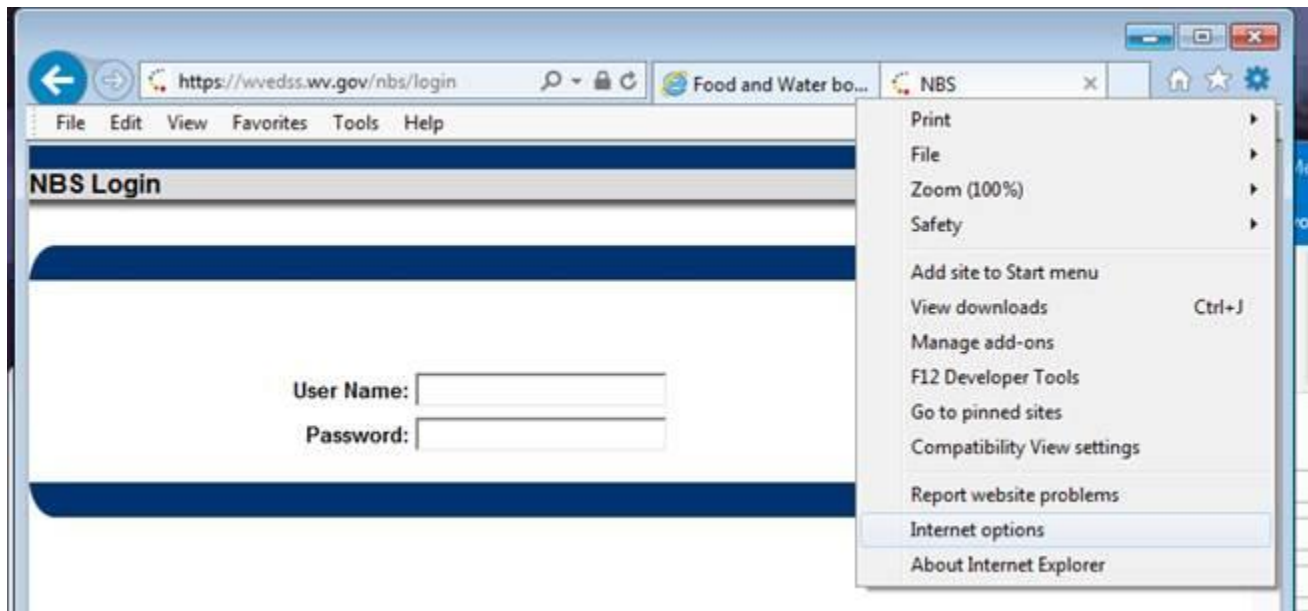 https://wvedss.wv.gov/nbs/login
Food and Water bo...
NBS
File Edit View Favorites Tools Help
NBS Login
User Name:
Password:
Print
File
Zoom (100%)
Safety
Add site to Start menu
View downloads Ctrl+J
Manage add-ons
F12 Developer Tools
Go to pinned sites
Compatibility View settings
Report website problems
Internet options
About Internet Explorer